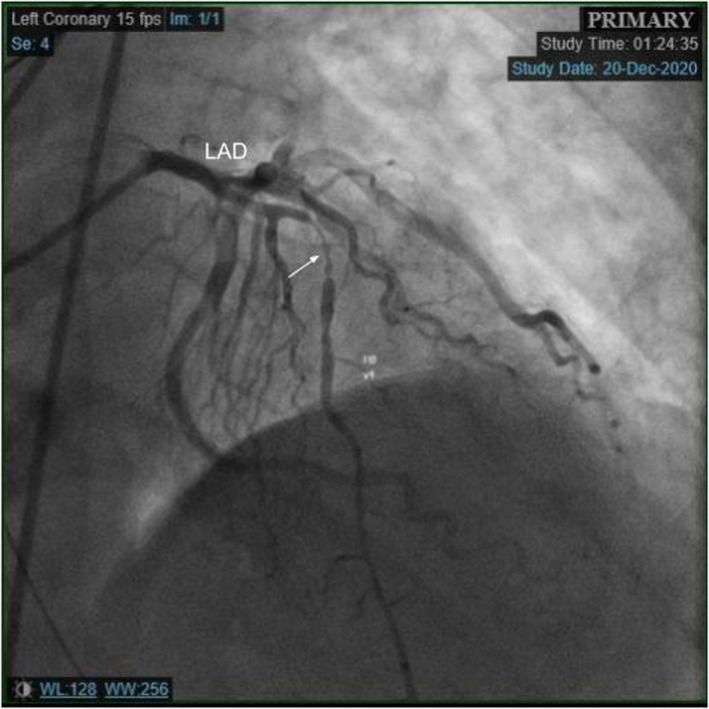 Left Coronary 15 fps Im: 1/1
Se: 4
PRIMARY
Study Time: 01:24:35
Study Date: 20-Dec-2020
LAD
WL:128 WW:256